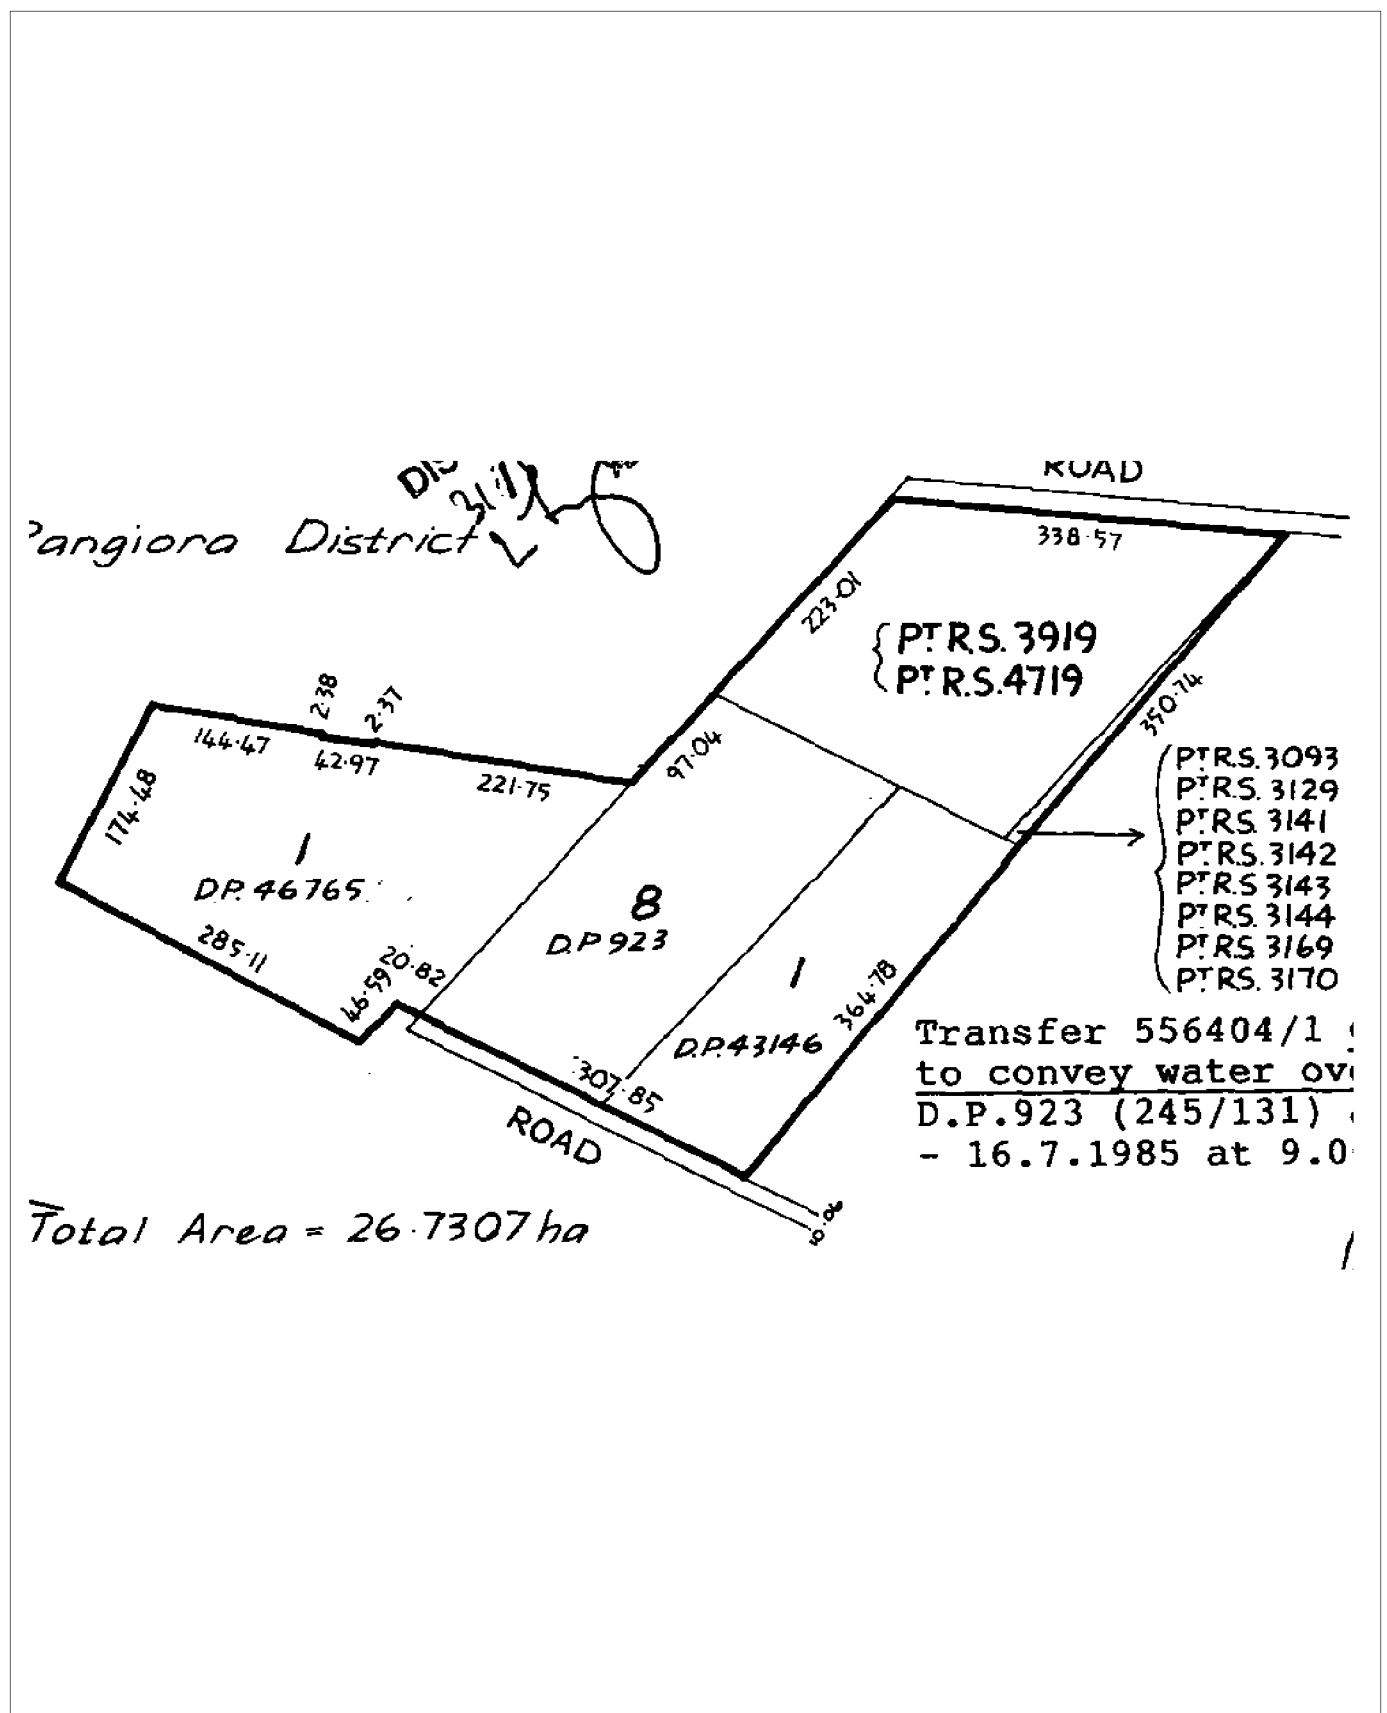 ROAD
31.1
Pangiora District
338.57
223.01
PT. R.S. 3919
PT. R.S. 4719
350.74
2.38
2.37
144.47
42.97
221.75
97.04
174.48
PT. R.S. 3093
PT. R.S. 3129
PT. R.S. 3141
PT. R.S. 3142
PT. R.S 3143
PT R.S. 3144
PT. R.S 3169
PT. R.S. 3170
1
D.P. 46765
8
D.P 923
285.11
20.82
46.59
1
D.P. 43146
364.78
307.85
ROAD
Transfer 556404/1
to convey water ov
D.P.923 (245/131)
- 16.7.1985 at 9.0
Total Area = 26.7307 ha